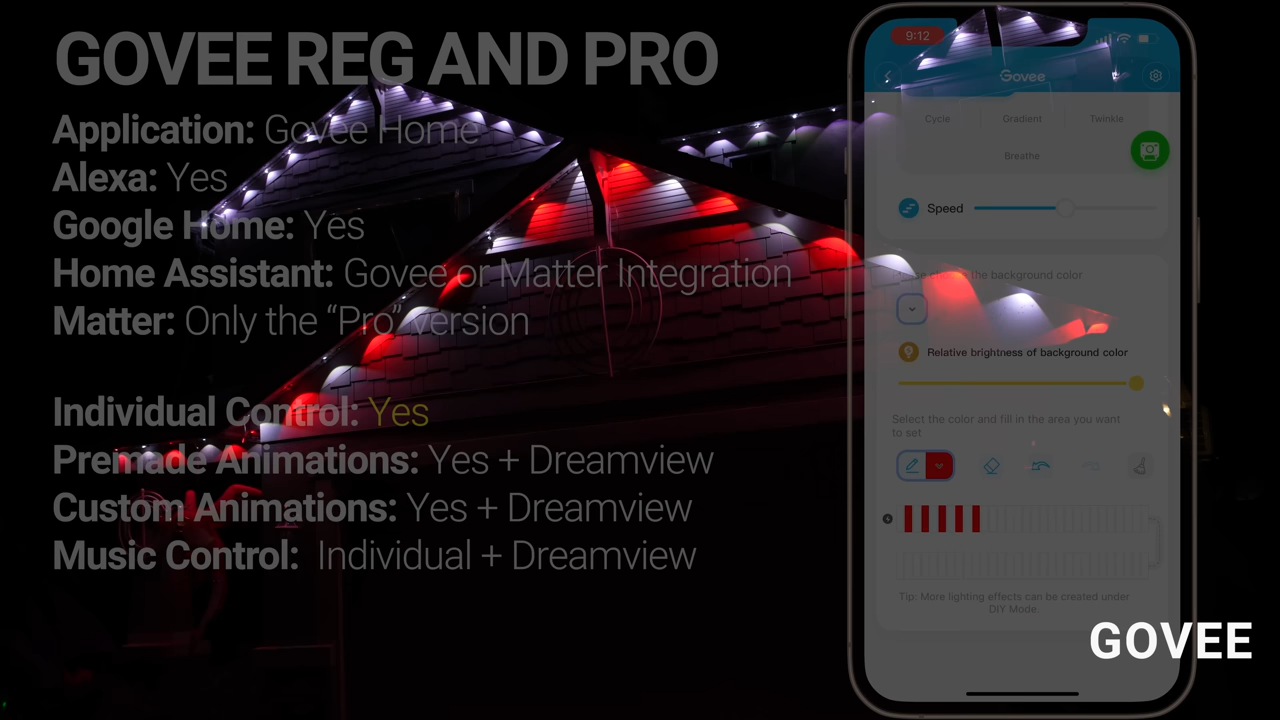 GOVEE REG AND PRO
Application: Govee Home
Alexa: Yes
Google Home: Yes
Home Assistant: Govee or Matter Integration
Matter: Only the “Pro” version
Individual Control: Yes
Premade Animations: Yes + Dreamview
Custom Animations: Yes + Dreamview
Music Control: Individual + Dreamview
9:12
Govee
Cycle Gradient Twinkle
Breathe
Speed
the background color
Relative brightness of background color
Select the color and fill in the area you want
to set
Tip: More lighting effects can be created under
DIY Mode.
GOVEE